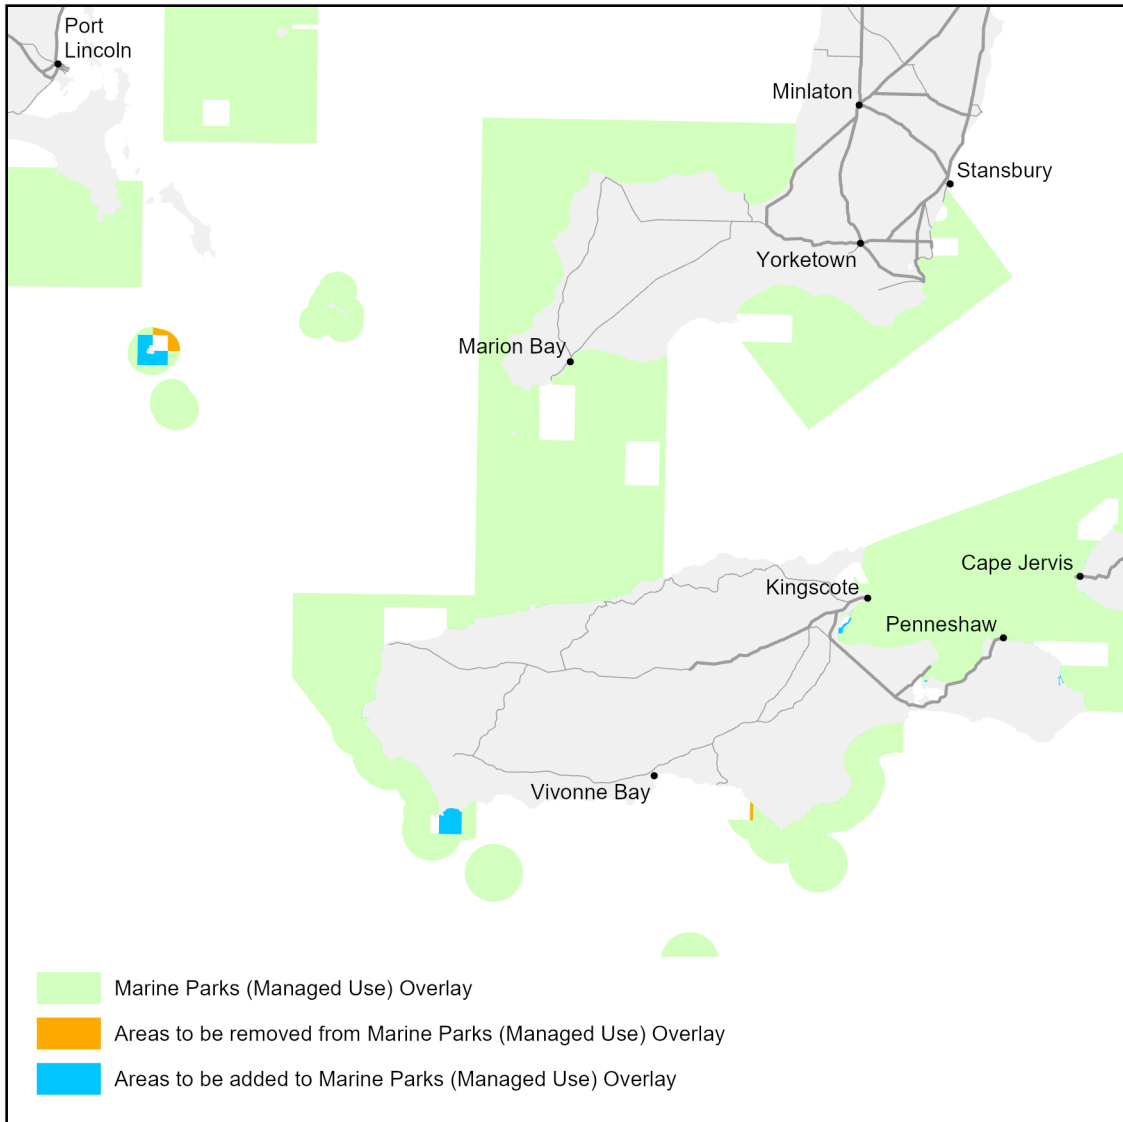 Port
Lincoln
Minlaton
Stansbury
Yorketown
Marion Bay
Cape Jervis
Kingscote
Penneshaw
Vivonne Bay
Marine Parks (Managed Use) Overlay
Areas to be removed from Marine Parks (Managed Use) Overlay
Areas to be added to Marine Parks (Managed Use) Overlay